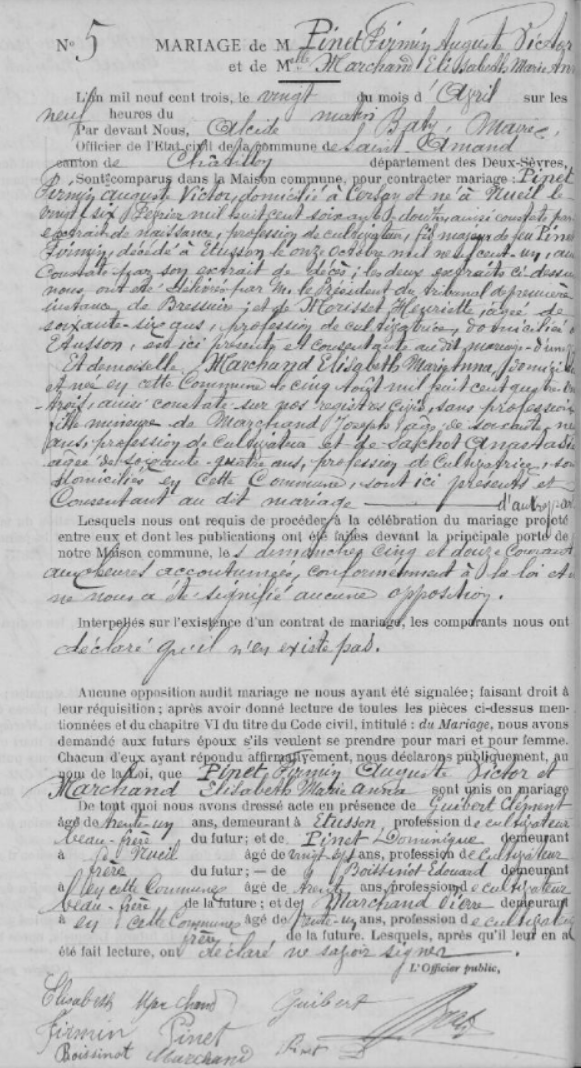 N° 5 MARIAGE de M Pinet Firmin Auguste Victor
et de Melle Marchand Elisabeth Marie Ann
L'an mil neuf cent trois, le vingt du mois d'Avril sur les
neuf heures du matin
Par devant Nous, Alcide Maire,
Officier de l'Etat-civil de la commune de Saint Amand
canton de Chatillon département des Deux-Sèvres,
Sont comparus dans la Maison commune, pour contracter mariage: Pinet
Firmin Auguste Victor, domicilié à et né à Nueil le
vingt six Février mil huit cent soixante ainsi constaté par
extrait de naissance, profession de cultivateur, fils majeur de feu Pinet
Firmin, décédé à Etusson le onze Octobre mil neuf cent un, ainsi
Constaté par son extrait de décès; les deux extraits ci dessus
nous ont été délivrés par M. le Président du tribunal de première
instance de Bressuire; et de Morisset Henriette, agée de
soixante-six ans, profession de cultivatrice, domiciliée à
Etusson, est ici présente et consentante au dit mariage d'une
Et demoiselle Marchand Elisabeth Marie Anna, domicilié
et née en cette Commune le cinq Août mil huit cent quatre vin
-trois, ainsi constaté sur nos registres civils, sans profession
fille mineure de Marchand Joseph, âgé de soixante, ne
ans, profession de cultivateur et de Sachot Anastasie
agée de soixante-quatre ans, profession de cultivatrice, son
domiciliés en cette Commune, sont ici présents et
Consentant au dit mariage d'autre part
Lesquels nous ont requis de procéder à la célébration du mariage projeté
entre eux et dont les publications ont été faites devant la principale porte de
notre Maison commune, les dimanches cinq et douze Courant
aux heures accoutumées, conformément à la loi et
ne nous a été signifié aucune opposition.
Interpellés sur l'existence d'un contrat de mariage, les comparants nous ont
déclaré qu'il n'en existe pas.
Aucune opposition audit mariage ne nous ayant été signalée; faisant droit à
leur réquisition; après avoir donné lecture de toutes les pièces ci-dessus men-
tionnées et du chapitre VI du titre du Code civil, intitulé: du Mariage, nous avons
demandé aux futurs époux s'ils veulent se prendre pour mari et pour femme.
Chacun d'eux ayant répondu affirmativement, nous déclarons publiquement, au
nom de la Loi, que Pinet Firmin Auguste Victor et
Marchand Elisabeth Marie Anna sont unis en mariage
De tout quoi nous avons dressé acte en présence de Guibert Clément
âgé de trente-un ans, demeurant à Etusson, profession de cultivateur
beau-frère du futur; et de Pinet Dominique demeurant
à Nueil âgé de vingt sept ans, profession de Cultivateur
frère du futur; — de Boissinot Edouard demeurant
à en cette Commune âgé de trente ans, profession de cultivateur
beau-frère de la future; et de Marchand Pierre demeurant
à en cette Commune âgé de trente-un ans, profession de cultivateur
frère de la future. Lesquels, après qu'il leur en a
été fait lecture, ont déclaré ne savoir signer
L'Officier public,
Elisabeth Marchand Guibert
Firmin Pinet
Boissinot Marchand Pinet D